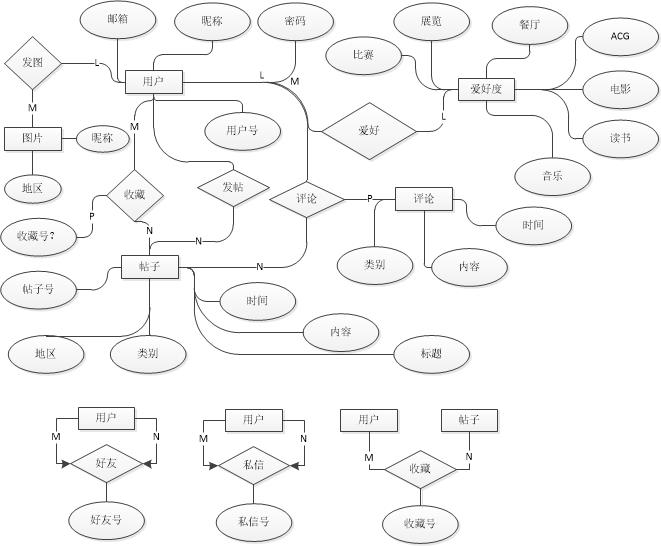 邮箱
昵称
密码
展览
餐厅
ACG
比赛
发图
L
用户
L
M
爱好度
电影
M
图片
昵称
M
用户号
爱好
L
读书
地区
收藏
发帖
评论
P
评论
音乐
P
收藏号?
N
N
时间
帖子
N
类别
内容
帖子号
时间
内容
地区
类别
标题
用户
用户
用户
帖子
M
N
M
N
M
N
好友
私信
收藏
好友号
私信号
收藏号